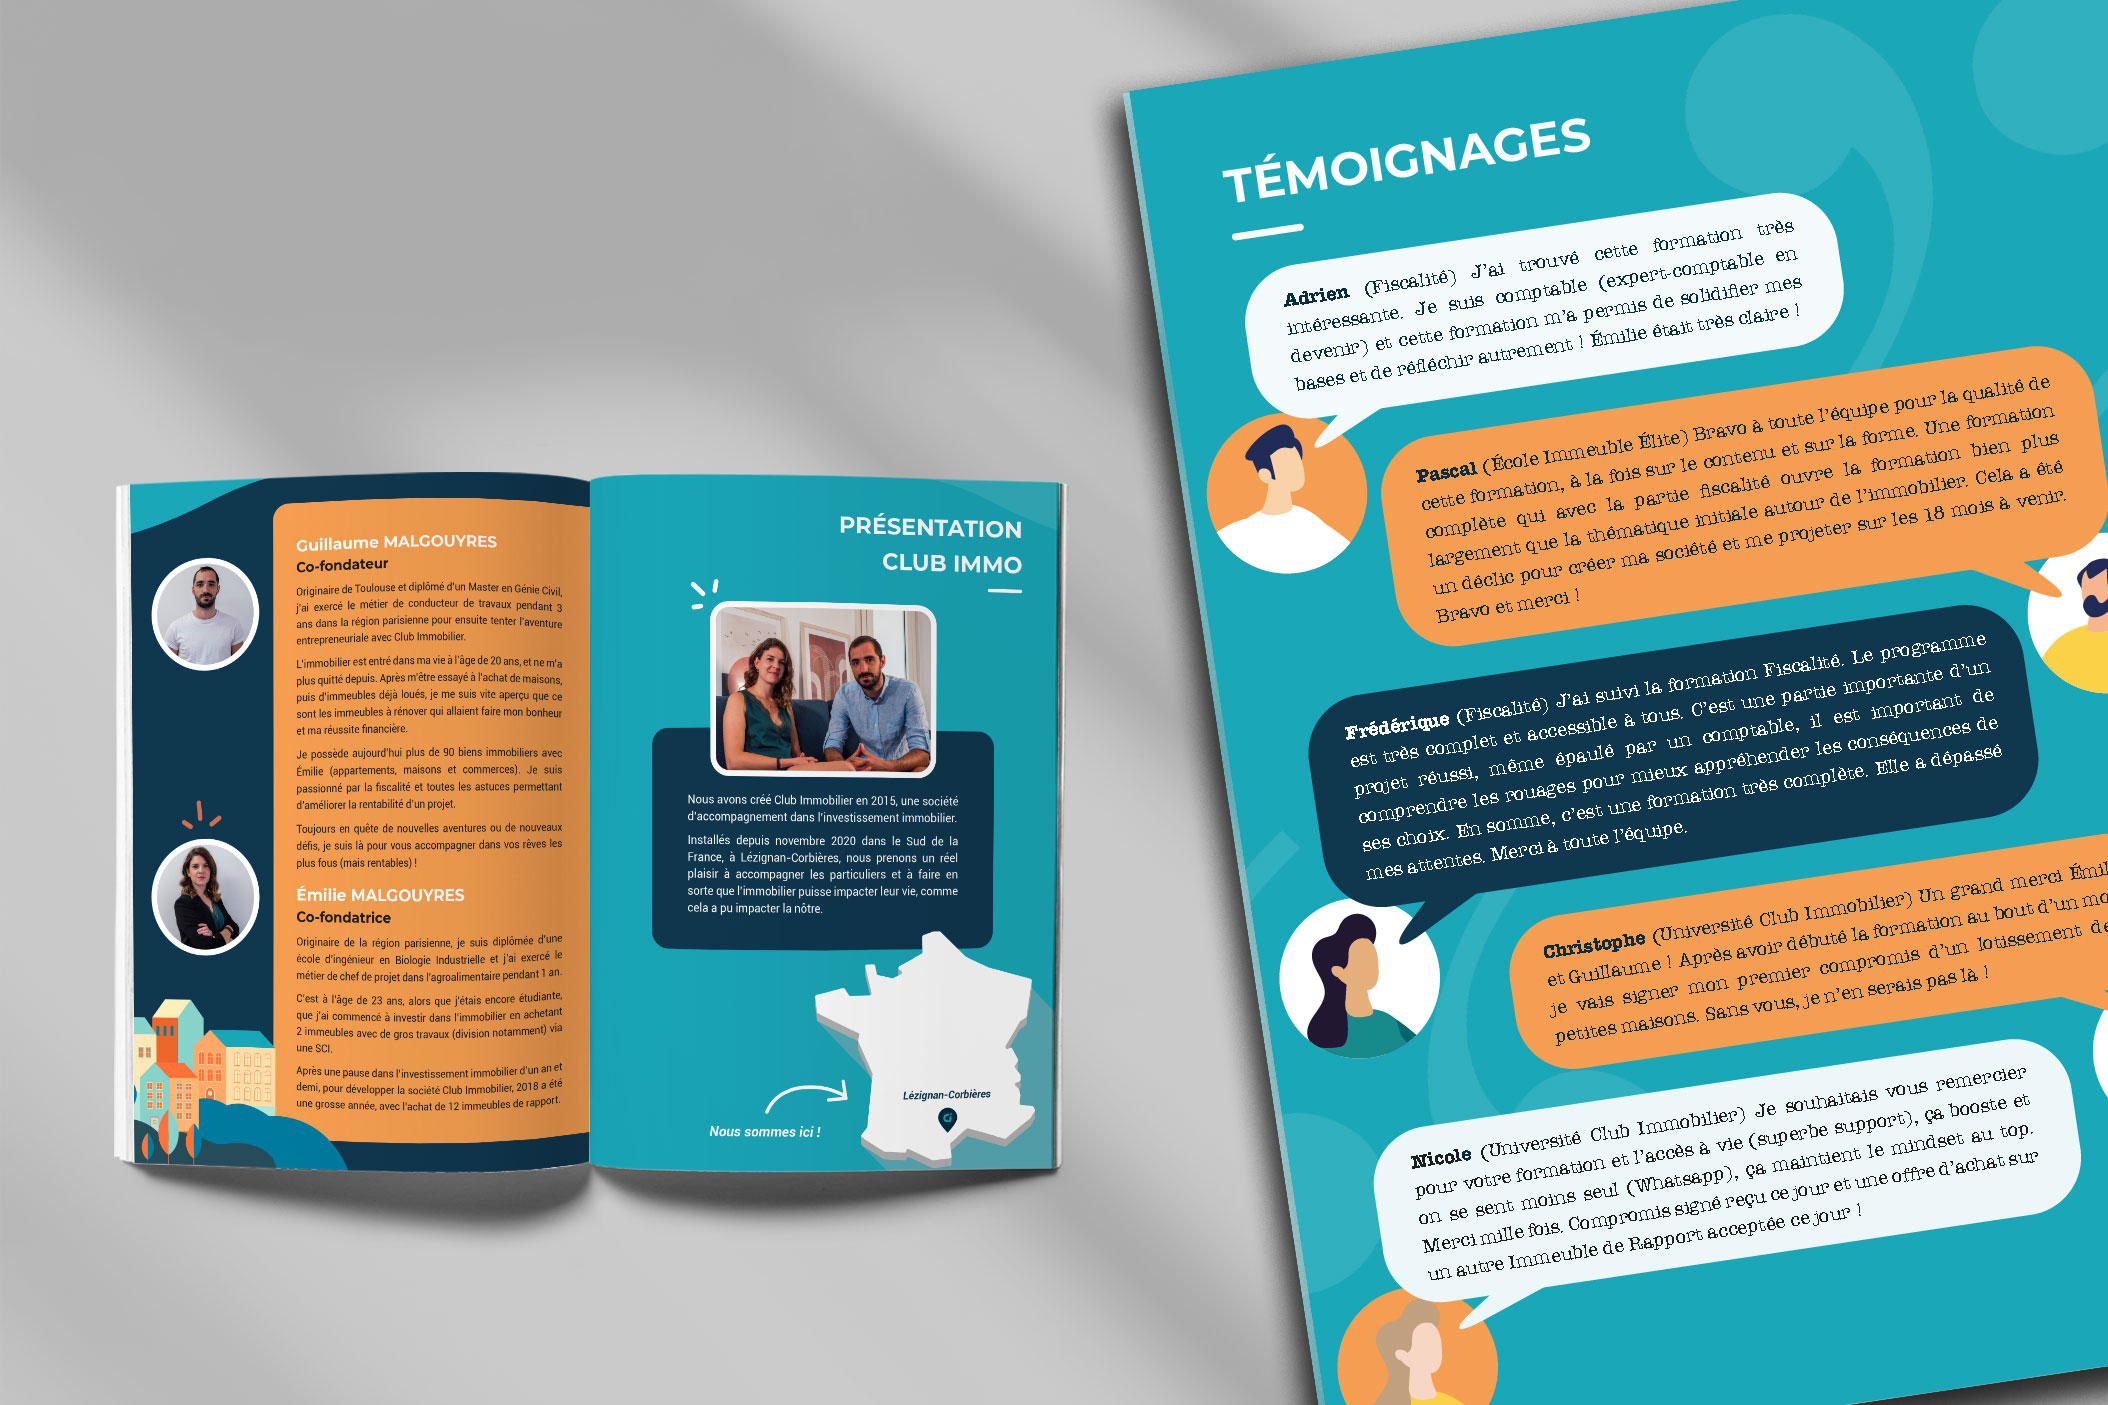 Guillaume MALGOUYRES
Co-fondateur
Originaire de Toulouse et diplômé d'un Master en Génie Civil,
j'ai exercé le métier de conducteur de travaux pendant 3
ans dans la région parisienne pour ensuite tenter l'aventure
entrepreneuriale avec Club Immobilier.
L'immobilier est entré dans ma vie à l'âge de 20 ans, et ne m'a
plus quitté depuis. Après m'être essayé à l'achat de maisons,
puis d'immeubles déjà loués, je me suis vite aperçu que ce
sont les immeubles à rénover qui allaient faire mon bonheur
et ma réussite financière.
Je possède aujourd'hui plus de 90 biens immobiliers avec
Émilie (appartements, maisons et commerces). Je suis
passionné par la fiscalité et toutes les astuces permettant
d'améliorer la rentabilité d'un projet.
Toujours en quête de nouvelles aventures ou de nouveaux
défis, je suis là pour vous accompagner dans vos rêves les
plus fous (mais rentables) !
Émilie MALGOUYRES
Co-fondatrice
Originaire de la région parisienne, je suis diplômée d'une
école d'ingénieur en Biologie Industrielle et j'ai exercé le
métier de chef de projet dans l'agroalimentaire pendant 1 an.
C'est à l'âge de 23 ans, alors que j'étais encore étudiante,
que j'ai commencé à investir dans l'immobilier en achetant
2 immeubles avec de gros travaux (division notamment) via
une SCI.
Après une pause dans l'investissement immobilier d'un an et
demi, pour développer la société Club Immobilier, 2018 a été
une grosse année, avec l'achat de 12 immeubles de rapport.
PRÉSENTATION
CLUB IMMO
Nous avons créé Club Immobilier en 2015, une société
d'accompagnement dans l'investissement immobilier.
Installés depuis novembre 2020 dans le Sud de la
France, à Lézignan-Corbières, nous prenons un réel
plaisir à accompagner les particuliers et à faire en
sorte que l'immobilier puisse impacter leur vie, comme
cela a pu impacter la nôtre.
Lézignan-Corbières
Nous sommes ici !
TÉMOIGNAGES
Adrien (Fiscalité) J'ai trouvé cette formation très
intéressante. Je suis comptable (expert-comptable en
devenir) et cette formation m'a permis de solidifier mes
bases et de réfléchir autrement ! Émilie était très claire !
Pascal (École Immeuble Élite) Bravo à toute l'équipe pour la qualité de
cette formation, à la fois sur le contenu et sur la forme. Une formation
complète qui avec la partie fiscalité ouvre la formation bien plus
largement que la thématique initiale autour de l'immobilier. Cela a été
un déclic pour créer ma société et me projeter sur les 18 mois à venir.
Bravo et merci !
Frédérique (Fiscalité) J'ai suivi la formation Fiscalité. Le programme
est très complet et accessible à tous. C'est une partie importante d'un
projet réussi, même épaulé par un comptable, il est important de
comprendre les rouages pour mieux appréhender les conséquences de
ses choix. En somme, c'est une formation très complète. Elle a dépassé
mes attentes. Merci à toute l'équipe.
Christophe (Université Club Immobilier) Un grand merci
et Guillaume ! Après avoir débuté la formation au bout d'un
je vais signer mon premier compromis d'un lotissement
petites maisons. Sans vous, je n'en serais pas là !
Nicole (Université Club Immobilier) Je souhaitais vous remercier
pour votre formation et l'accès à vie (superbe support), ça booste et
on se sent moins seul (Whatsapp), ça maintient le mindset au top.
Merci mille fois. Compromis signé reçu ce jour et une offre d'achat sur
un autre Immeuble de Rapport acceptée ce jour !